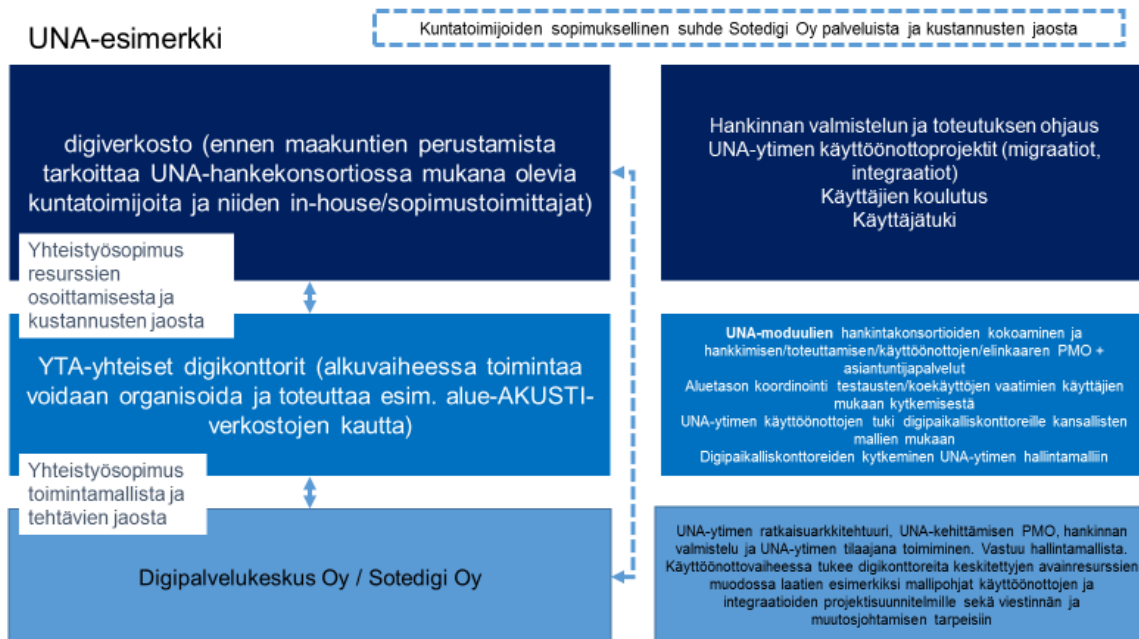 UNA-esimerkki
Kuntatoimijoiden sopimuksellinen suhde Sotedigi Oy palveluista ja kustannusten jaosta
digiverkosto (ennen maakuntien perustamista
tarkoittaa UNA-hankekonsortiossa mukana olevia
kuntatoimijoita ja niiden in-house/sopimustoimittajat)
Hankinnan valmistelun ja toteutuksen ohjaus
UNA-ytimen käyttöönottoprojektit (migraatiot,
integraatiot)
Käyttäjien koulutus
Käyttäjätuki
Yhteistyösopimus
resurssien
osoittamisesta ja
kustannusten jaosta
YTA-yhteiset digikonttorit (alkuvaiheessa toimintaa
voidaan organisoida ja toteuttaa esim. alue-AKUSTI-
verkostojen kautta)
UNA-moduulien hankintakonsortioiden kokoaminen ja
hankkimisen/toteuttamisen/käyttöönottojen/elinkaaren PMO +
asiantuntijapalvelut
Aluetason koordinointi testausten/koekäyttöjen vaatimien käyttäjien
mukaan kytkemisestä
UNA-ytimen käyttöönottojen tuki digipaikalliskonttoreille kansallisten
mallien mukaan
Digipaikalliskonttoreiden kytkeminen UNA-ytimen hallintamalliin
Yhteistyösopimus
toimintamallista ja
tehtävien jaosta
Digipalvelukeskus Oy / Sotedigi Oy
UNA-ytimen ratkaisuarkkitehtuuri, UNA-kehittämisen PMO, hankinnan
valmistelu ja UNA-ytimen tilaajana toimiminen. Vastuu hallintamallista.
Käyttöönottovaiheessa tukee digikonttoreita keskitettyjen avainresurssien
muodossa laatien esimerkiksi mallipohjat käyttöönottojen ja
integraatioiden projektisuunnitelmille sekä viestinnän ja
muutosjohtamisen tarpeisiin